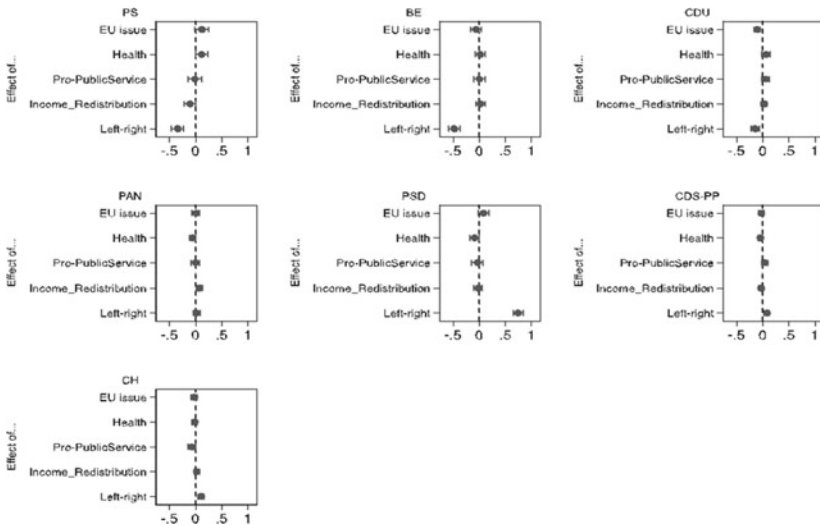 PS
Effect of...
EU issue
Health
Pro-PublicService
Income_Redistribution
Left-right
-.5 0 .5 1
BE
Effect of...
EU issue
Health
Pro-PublicService
Income_Redistribution
Left-right
-.5 0 .5 1
CDU
Effect of...
EU issue
Health
Pro-PublicService
Income_Redistribution
Left-right
-.5 0 .5 1
PAN
Effect of...
EU issue
Health
Pro-PublicService
Income_Redistribution
Left-right
-.5 0 .5 1
PSD
Effect of...
EU issue
Health
Pro-PublicService
Income_Redistribution
Left-right
-.5 0 .5 1
CDS-PP
Effect of...
EU issue
Health
Pro-PublicService
Income_Redistribution
Left-right
-.5 0 .5 1
CH
Effect of...
EU issue
Health
Pro-PublicService
Income_Redistribution
Left-right
-.5 0 .5 1